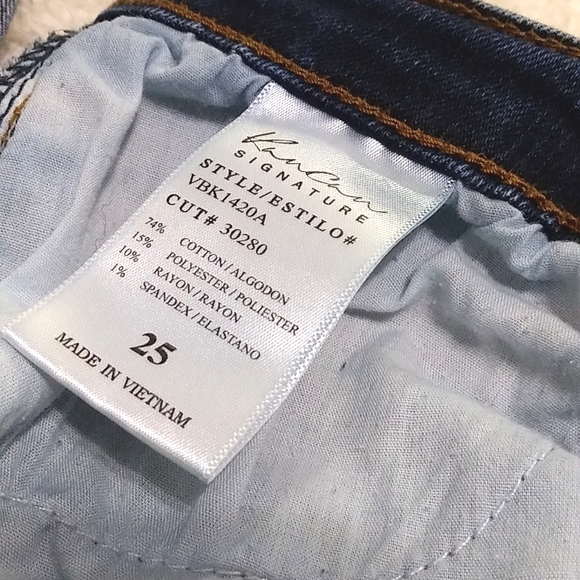 KanCan
SIGNATURE
STYLE/ESTILO#
VBK1420A
CUT# 30280
74% COTTON/ALGODON
15% POLYESTER/POLIESTER
10% RAYON/RAYON
1% SPANDEX/ELASTANO
25
MADE IN VIETNAM